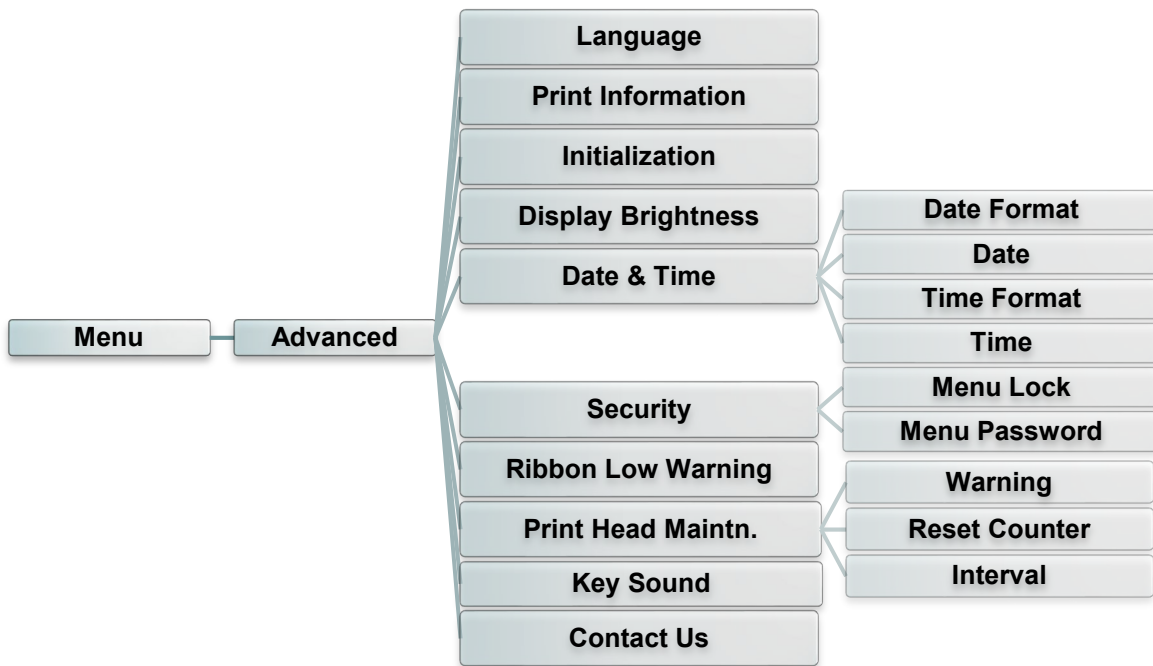 Menu
Advanced
Language
Print Information
Initialization
Display Brightness
Date & Time
Date Format
Date
Time Format
Time
Security
Menu Lock
Menu Password
Ribbon Low Warning
Print Head Maintn.
Warning
Reset Counter
Interval
Key Sound
Contact Us